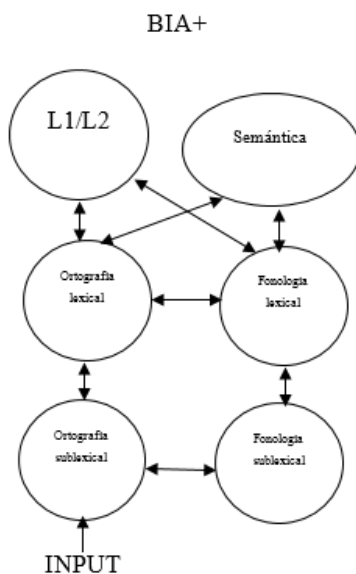 BIA+
L1/L2
Semántica
Ortografía
lexical
Fonología
lexical
Ortografía
sublexical
Fonología
sublexical
INPUT